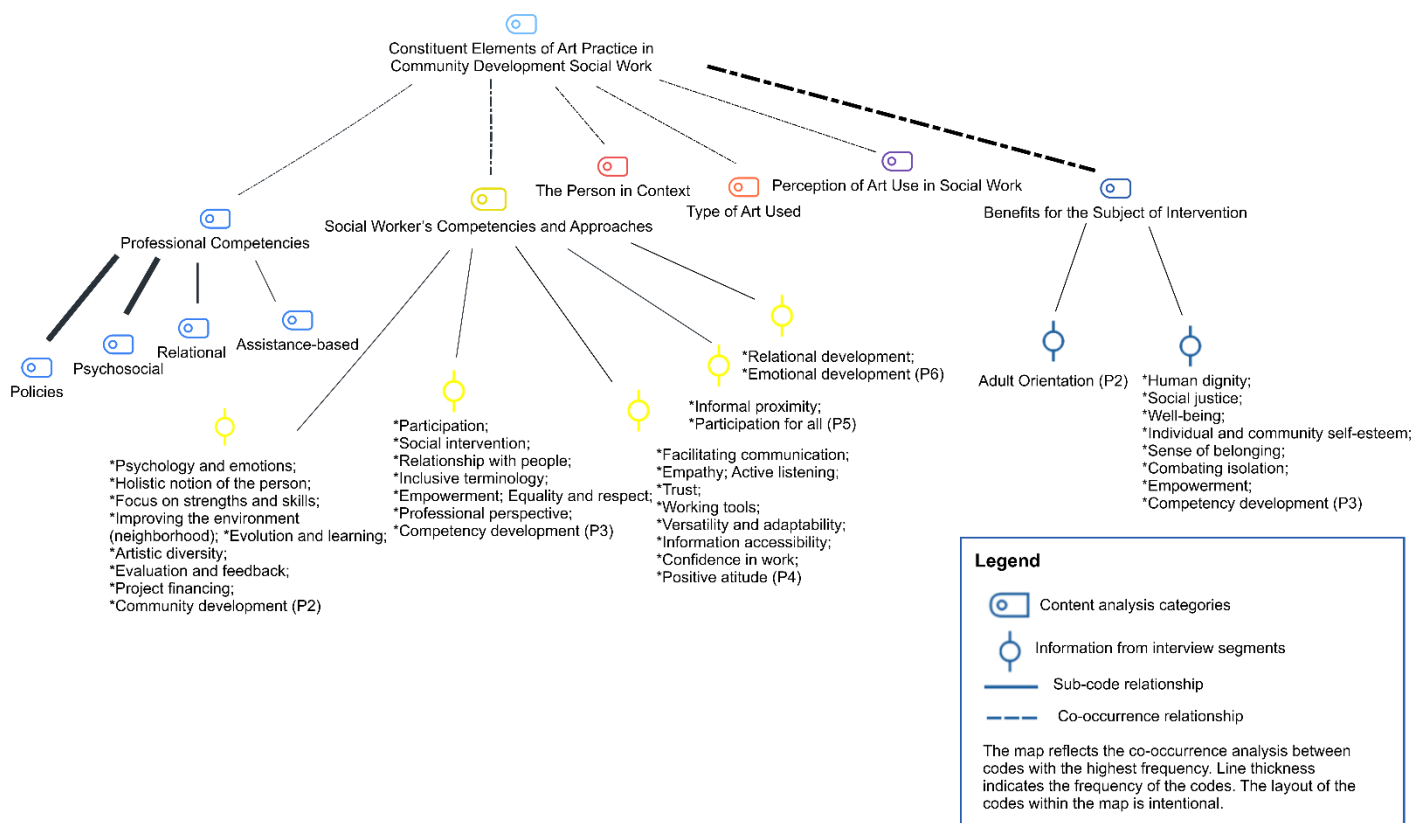 Constituent Elements of Art Practice in
Community Development Social Work
The Person in Context
Perception of Art Use in Social Work
Type of Art Used
Benefits for the Subject of Intervention
Social Worker's Competencies and Approaches
Professional Competencies
Policies
Psychosocial
Relational
Assistance-based
*Psychology and emotions;
*Holistic notion of the person;
*Focus on strengths and skills;
*Improving the environment
(neighborhood); *Evolution and learning;
*Artistic diversity;
*Evaluation and feedback;
*Project financing;
*Community development (P2)
*Participation;
*Social intervention;
*Relationship with people;
*Inclusive terminology;
*Empowerment; Equality and respect;
*Professional perspective;
*Competency development (P3)
*Facilitating communication;
*Empathy; Active listening;
*Trust;
*Working tools;
*Versatility and adaptability;
*Information accessibility;
*Confidence in work;
*Positive atitude (P4)
*Informal proximity;
*Participation for all (P5)
*Relational development;
*Emotional development (P6)
Adult Orientation (P2)
*Human dignity;
*Social justice;
*Well-being;
*Individual and community self-esteem;
*Sense of belonging;
*Combating isolation;
*Empowerment;
*Competency development (P3)
Legend
Content analysis categories
Information from interview segments
Sub-code relationship
Co-occurrence relationship
The map reflects the co-occurrence analysis between
codes with the highest frequency. Line thickness
indicates the frequency of the codes. The layout of the
codes within the map is intentional.